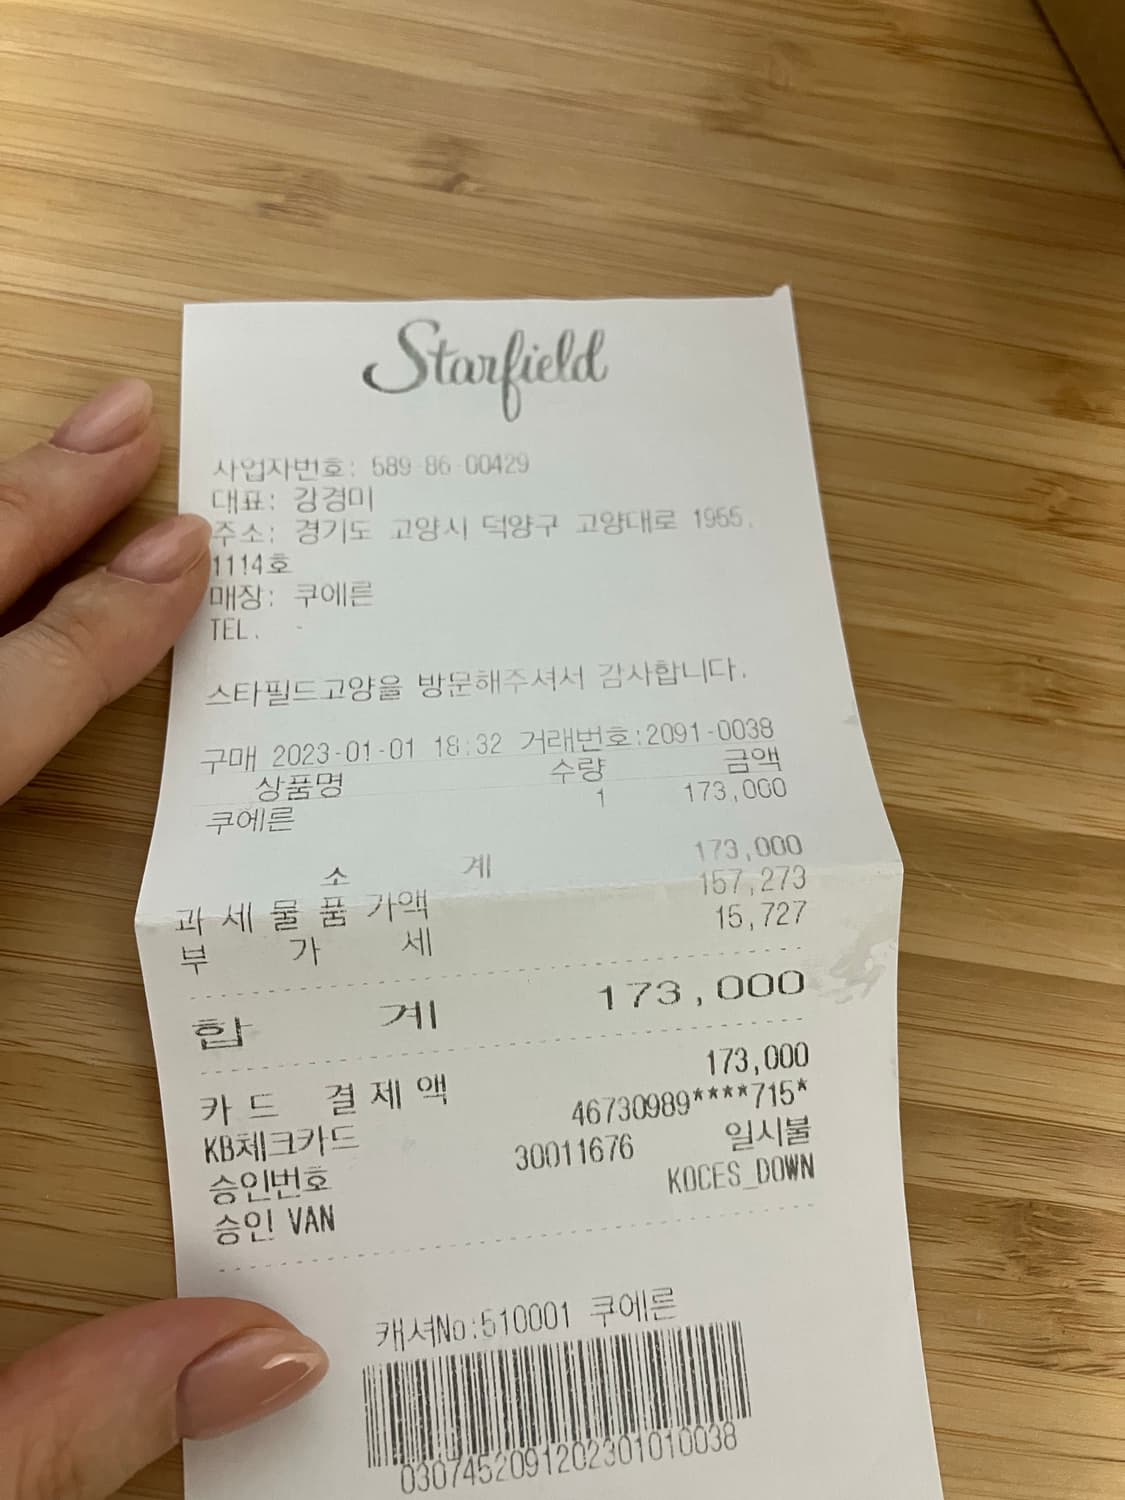 Starfield
사업자번호: 589-86-00429
대표: 강경미
주소: 경기도 고양시 덕양구 고양대로 1955,
1114호
매장: 쿠에른
TEL. -
스타필드고양을 방문해주셔서 감사합니다.
구매 2023-01-01 18:32 거래번호:2091-0038
상품명 수량 금액
쿠에른 1 173,000
소 계 173,000
과 세 물 품 가액 157,273
부 가 세 15,727
합 계 173,000
카 드 결 제 액 173,000
KB체크카드 46730989****715*
승인번호 30011676 일시불
승인 VAN KOCES_DOWN
캐셔No:510001 쿠에른
0307452091202301010038